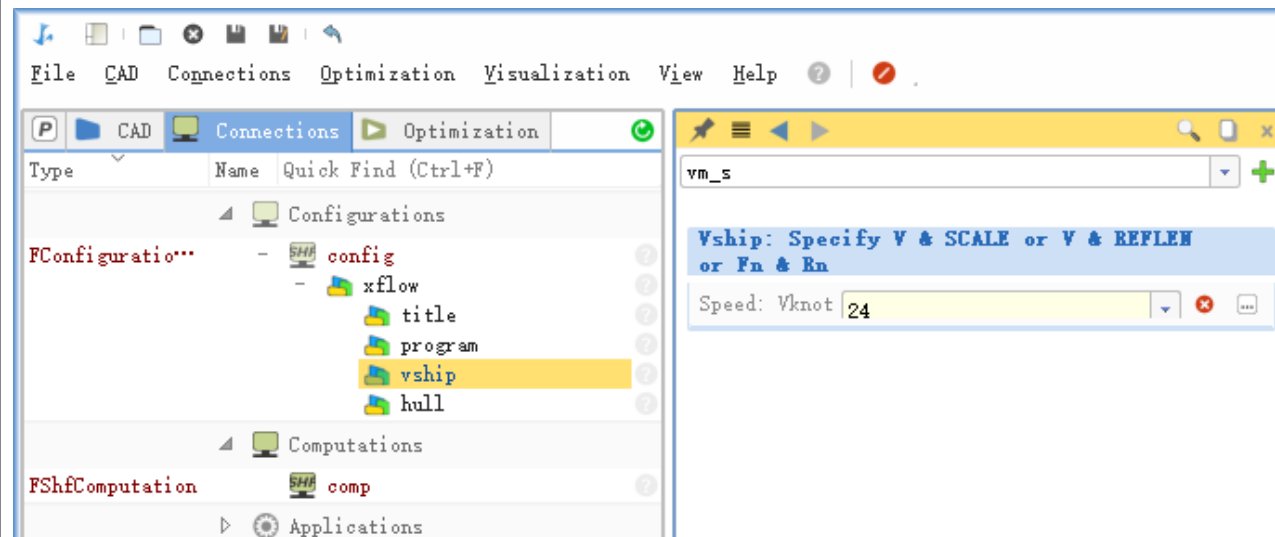 File CAD Connections Optimization Visualization View Help
P CAD Connections Optimization
Type Name Quick Find (Ctrl+F)
Configurations
FConfiguratio··· SHF config
xflow
title
program
vship
hull
Computations
FShfComputation SHF comp
Applications
vm_s
Vship: Specify V & SCALE or V & REFLEN
or Fn & Rn
Speed: Vknot 24